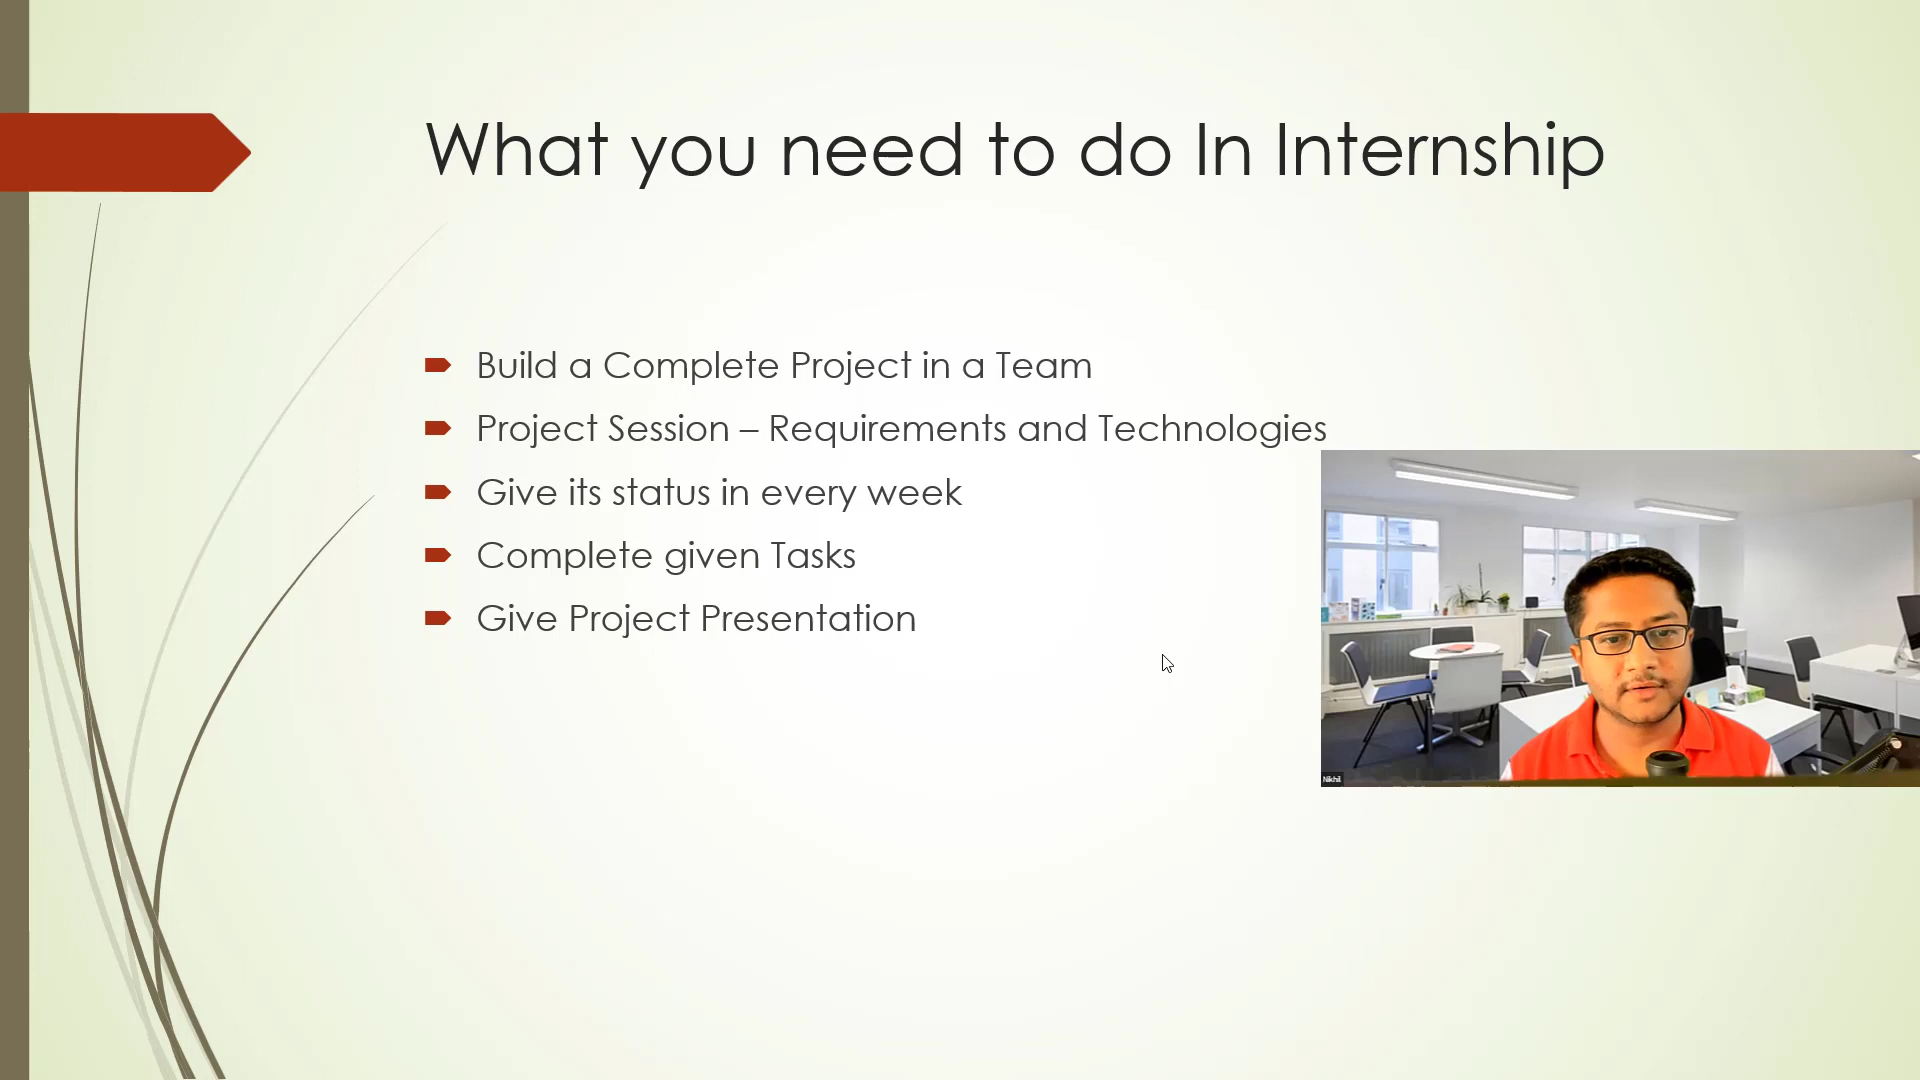 What you need to do In Internship
Build a Complete Project in a Team
Project Session – Requirements and Technologies
Give its status in every week
Complete given Tasks
Give Project Presentation
Nikhil